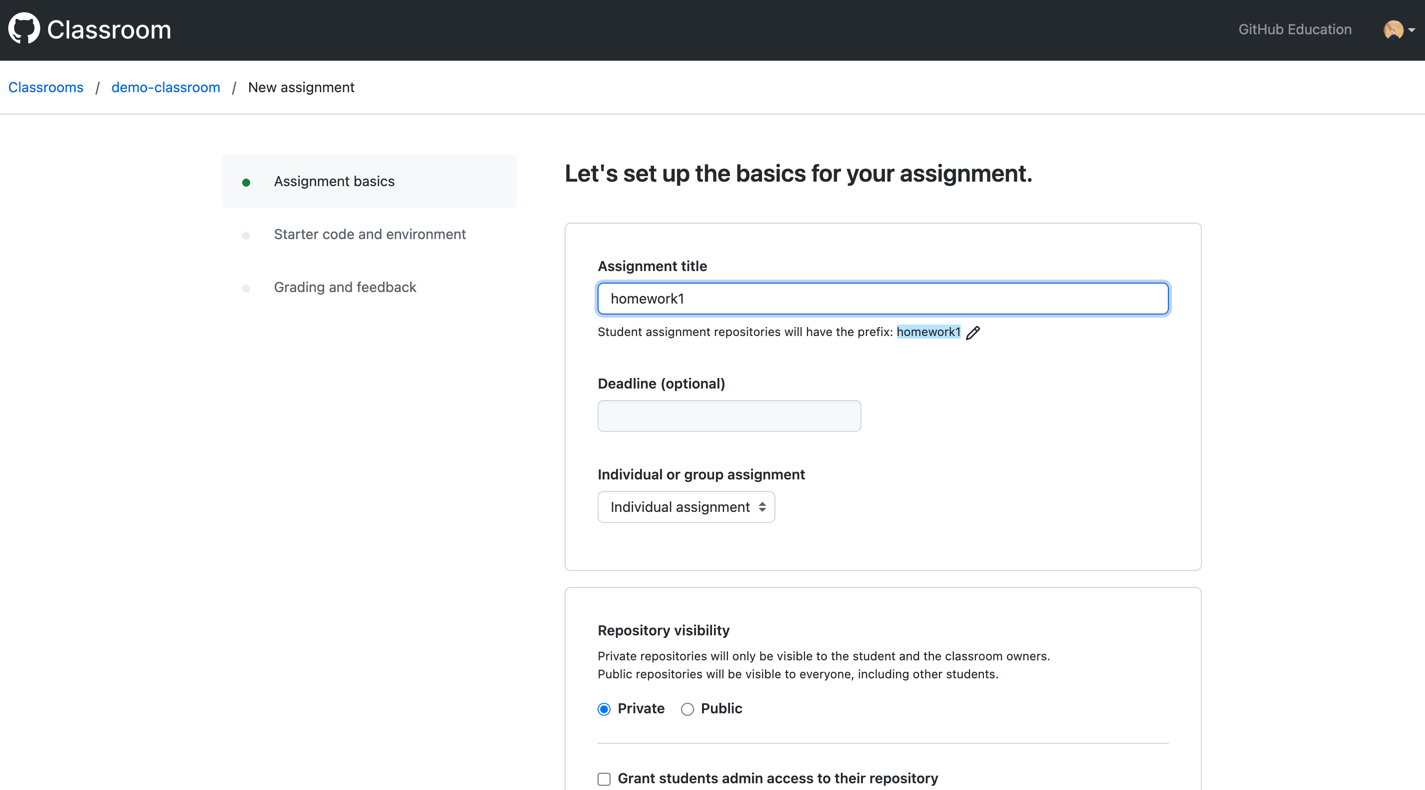 Classroom
GitHub Education
Classrooms / demo-classroom / New assignment
Assignment basics
Starter code and environment
Grading and feedback
Let's set up the basics for your assignment.
Assignment title
homework1
Student assignment repositories will have the prefix: homework1
Deadline (optional)
Individual or group assignment
Individual assignment
Repository visibility
Private repositories will only be visible to the student and the classroom owners.
Public repositories will be visible to everyone, including other students.
Private Public
Grant students admin access to their repository